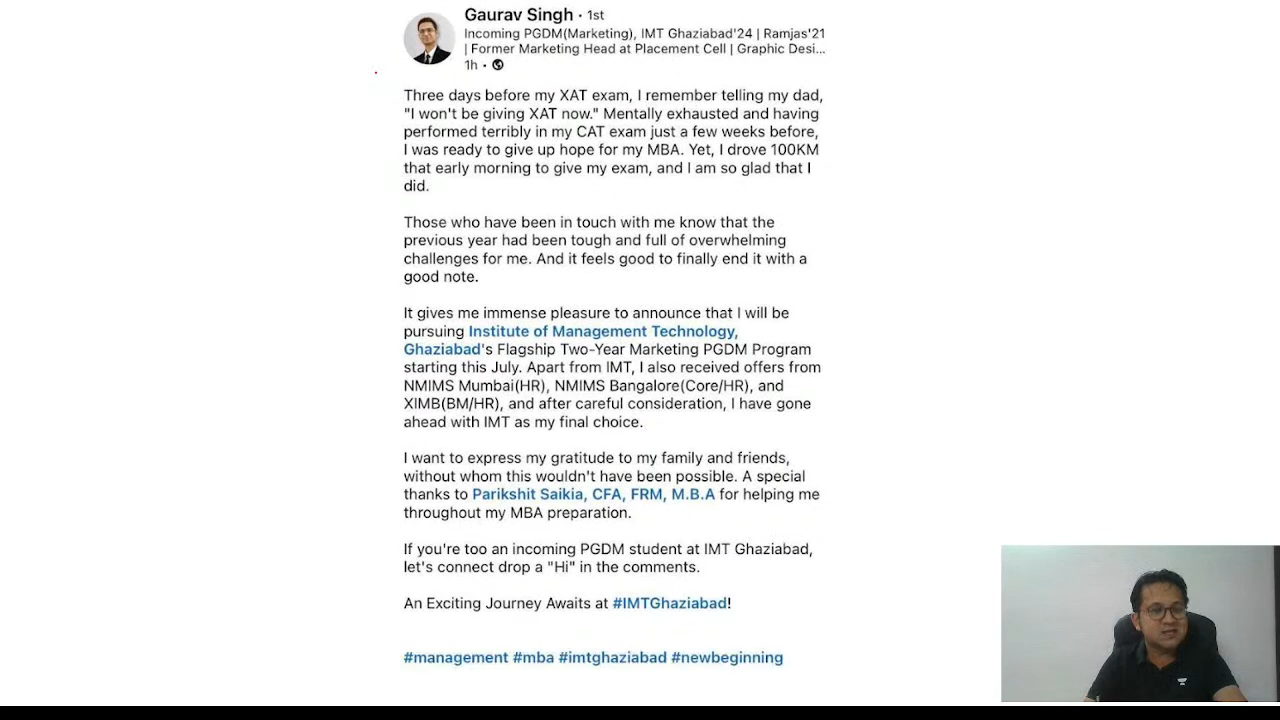 Gaurav Singh · 1st
Incoming PGDM(Marketing), IMT Ghaziabad'24 | Ramjas'21
| Former Marketing Head at Placement Cell | Graphic Desi...
1h ·
Three days before my XAT exam, I remember telling my dad,
"I won't be giving XAT now." Mentally exhausted and having
performed terribly in my CAT exam just a few weeks before,
I was ready to give up hope for my MBA. Yet, I drove 100KM
that early morning to give my exam, and I am so glad that I
did.
Those who have been in touch with me know that the
previous year had been tough and full of overwhelming
challenges for me. And it feels good to finally end it with a
good note.
It gives me immense pleasure to announce that I will be
pursuing Institute of Management Technology,
Ghaziabad's Flagship Two-Year Marketing PGDM Program
starting this July. Apart from IMT, I also received offers from
NMIMS Mumbai(HR), NMIMS Bangalore(Core/HR), and
XIMB(BM/HR), and after careful consideration, I have gone
ahead with IMT as my final choice.
I want to express my gratitude to my family and friends,
without whom this wouldn't have been possible. A special
thanks to Parikshit Saikia, CFA, FRM, M.B.A for helping me
throughout my MBA preparation.
If you're too an incoming PGDM student at IMT Ghaziabad,
let's connect drop a "Hi" in the comments.
An Exciting Journey Awaits at #IMTGhaziabad!
#management #mba #imtghaziabad #newbeginning